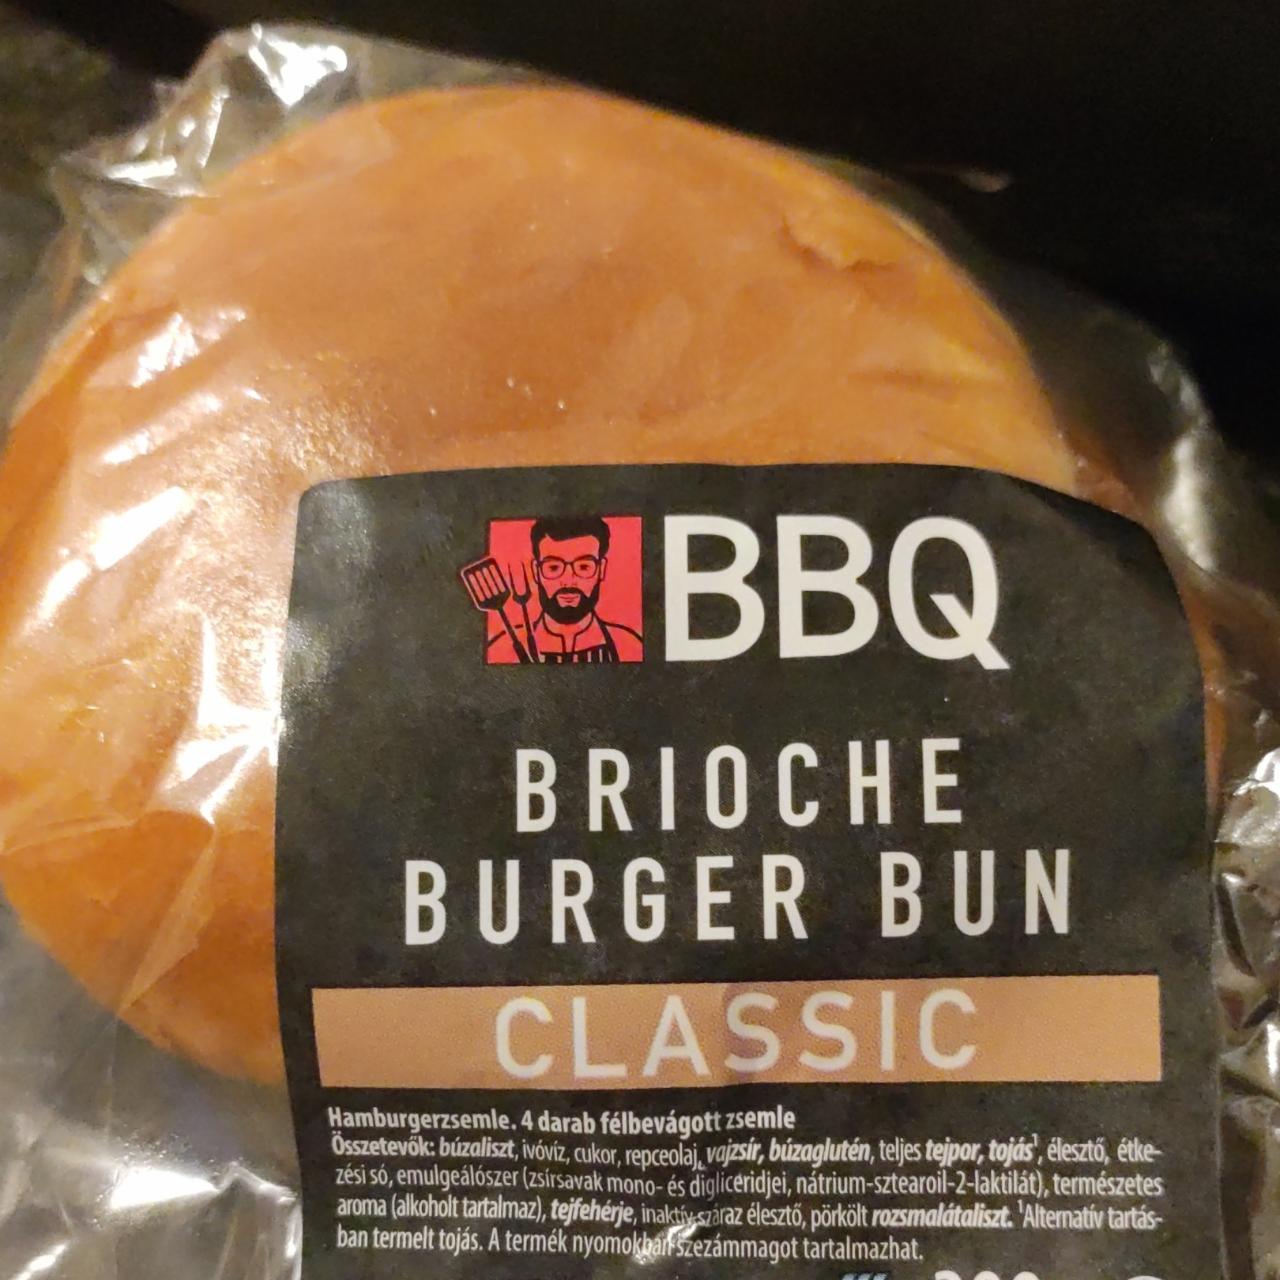 BBQ
BRIOCHE
BURGER BUN
CLASSIC
Hamburgerzsemle. 4 darab félbevágott zsemle
Összetevők: búzaliszt, ivóvíz, cukor, repceolaj, vajzsír, búzaglutén, teljes tejpor, tojás¹, élesztő, étke-
zési só, emulgeálószer (zsírsavak mono- és digliceridjei, nátrium-sztearoil-2-laktilát), természetes
aroma (alkoholt tartalmaz), tejfehérje, inaktív száraz élesztő, pörkölt rozsmalátaliszt. ¹Alternatív tartás-
ban termelt tojás. A termék nyomokban szezámmagot tartalmazhat.